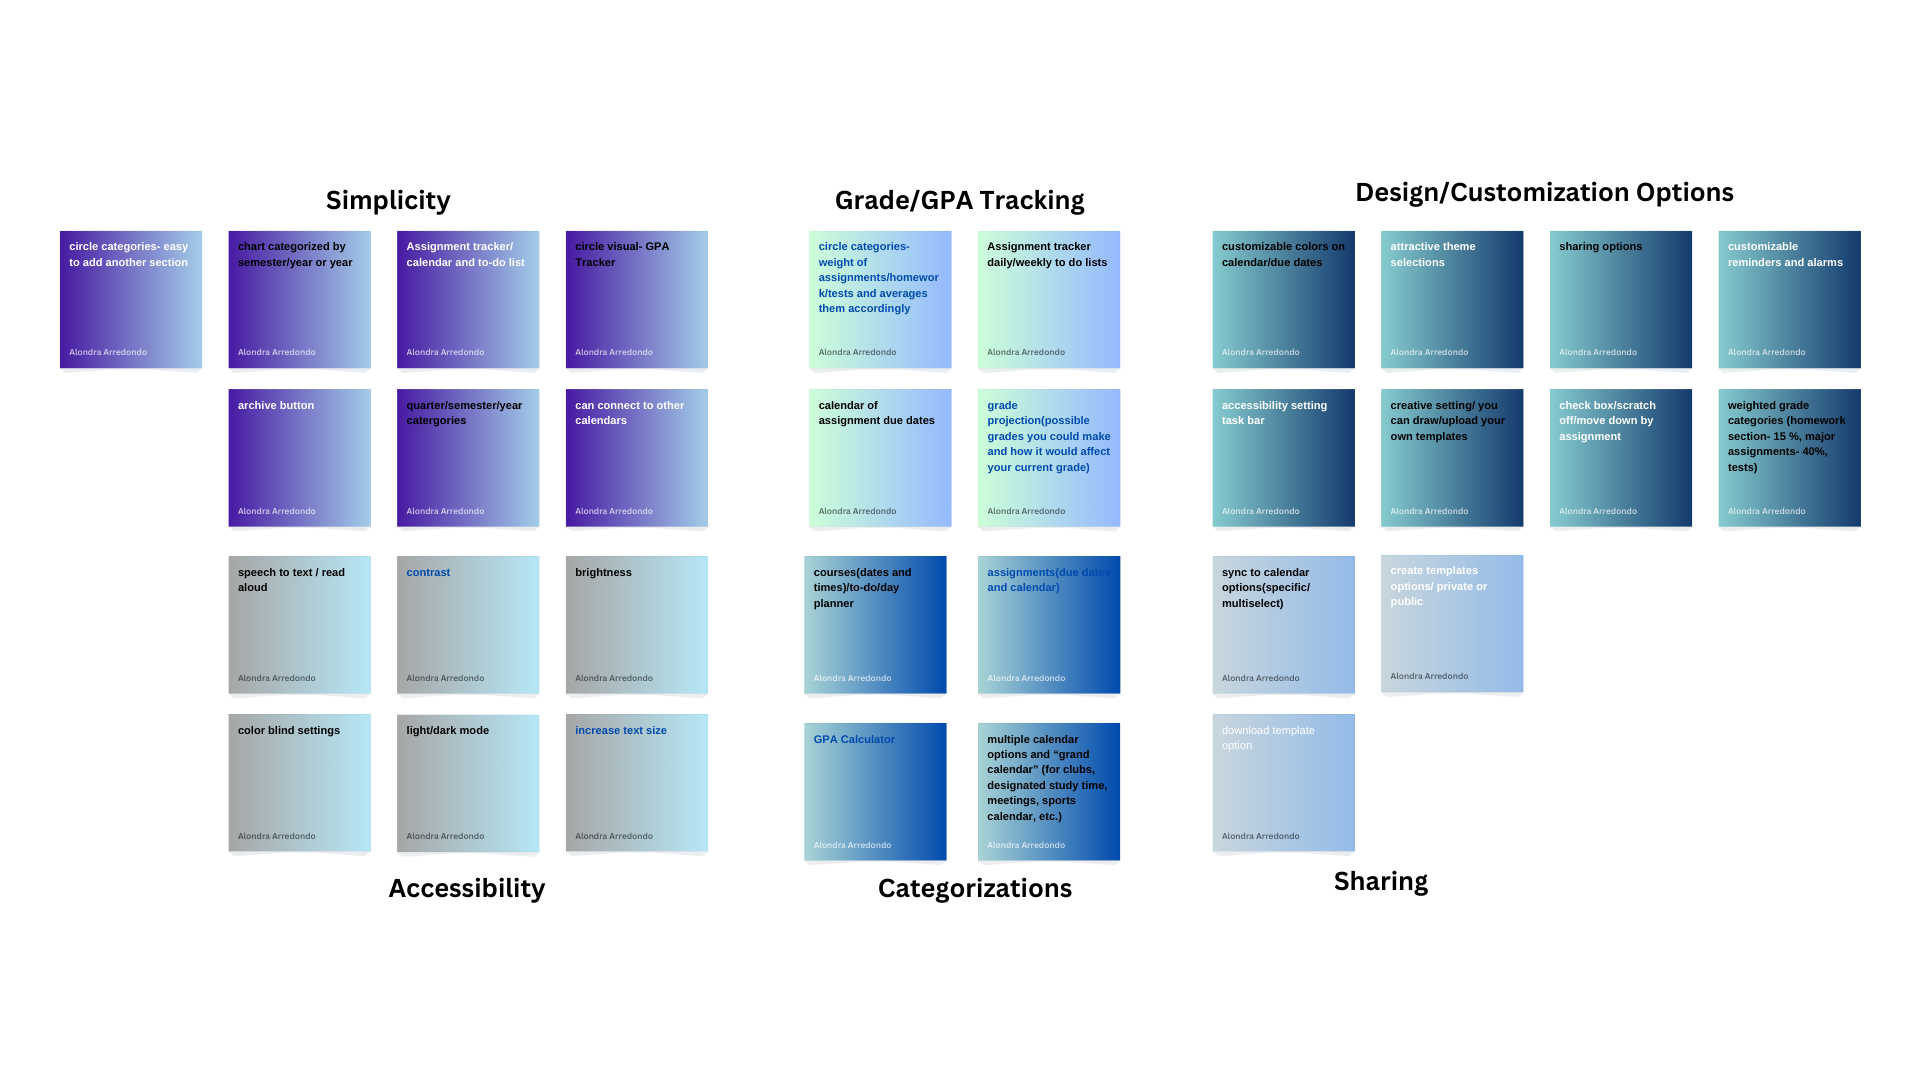 Simplicity
circle categories- easy
to add another section
Alondra Arredondo
chart categorized by
semester/year or year
Alondra Arredondo
Assignment tracker/
calendar and to-do list
Alondra Arredondo
circle visual- GPA
Tracker
Alondra Arredondo
archive button
Alondra Arredondo
quarter/semester/year
catergories
Alondra Arredondo
can connect to other
calendars
Alondra Arredondo
speech to text / read
aloud
Alondra Arredondo
contrast
Alondra Arredondo
brightness
Alondra Arredondo
color blind settings
Alondra Arredondo
light/dark mode
Alondra Arredondo
increase text size
Alondra Arredondo
Accessibility
Grade/GPA Tracking
circle categories-
weight of
assignments/homewor
k/tests and averages
them accordingly
Alondra Arredondo
Assignment tracker
daily/weekly to do lists
Alondra Arredondo
calendar of
assignment due dates
Alondra Arredondo
grade
projection(possible
grades you could make
and how it would affect
your current grade)
Alondra Arredondo
courses(dates and
times)/to-do/day
planner
Alondra Arredondo
assignments(due dates
and calendar)
Alondra Arredondo
GPA Calculator
Alondra Arredondo
multiple calendar
options and “grand
calendar” (for clubs,
designated study time,
meetings, sports
calendar, etc.)
Alondra Arredondo
Categorizations
Design/Customization Options
customizable colors on
calendar/due dates
Alondra Arredondo
attractive theme
selections
Alondra Arredondo
sharing options
Alondra Arredondo
customizable
reminders and alarms
Alondra Arredondo
accessibility setting
task bar
Alondra Arredondo
creative setting/ you
can draw/upload your
own templates
Alondra Arredondo
check box/scratch
off/move down by
assignment
Alondra Arredondo
weighted grade
categories (homework
section- 15 %, major
assignments- 40%,
tests)
Alondra Arredondo
sync to calendar
options(specific/
multiselect)
Alondra Arredondo
create templates
options/ private or
public
Alondra Arredondo
download template
option
Alondra Arredondo
Sharing